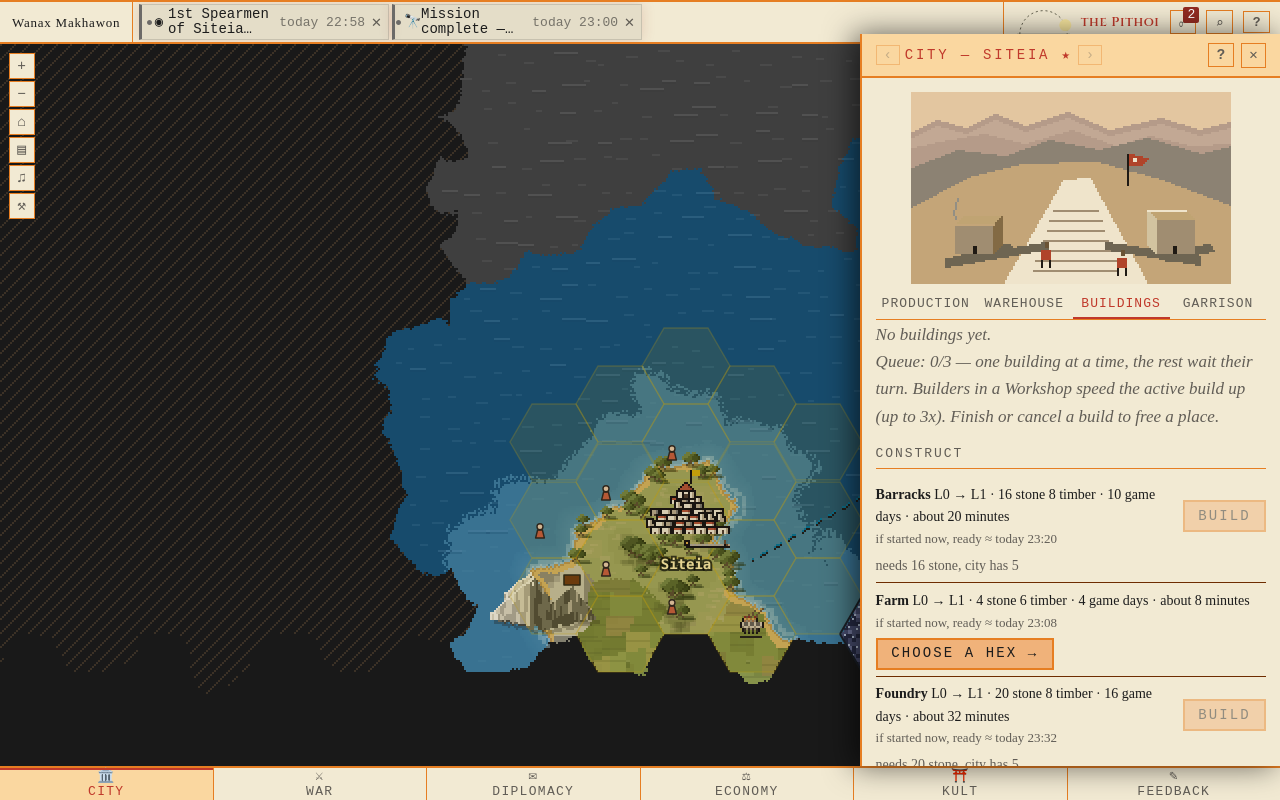 Wanax Makhawon
1st Spearmen of Siteia… today 22:58 ✕
Mission complete —… today 23:00 ✕
THE PITHOI
2
?
‹ CITY — SITEIA ★ ›
? ✕
+
−
PRODUCTION WAREHOUSE BUILDINGS GARRISON
No buildings yet.
Queue: 0/3 — one building at a time, the rest wait their
turn. Builders in a Workshop speed the active build up
(up to 3x). Finish or cancel a build to free a place.
CONSTRUCT
Barracks L0 → L1 · 16 stone 8 timber · 10 game
days · about 20 minutes
if started now, ready ≈ today 23:20
needs 16 stone, city has 5
BUILD
Farm L0 → L1 · 4 stone 6 timber · 4 game days · about 8 minutes
if started now, ready ≈ today 23:08
CHOOSE A HEX →
Foundry L0 → L1 · 20 stone 8 timber · 16 game
days · about 32 minutes
if started now, ready ≈ today 23:32
needs 20 stone, city has 5
BUILD
Siteia
CITY
WAR
DIPLOMACY
ECONOMY
KULT
FEEDBACK